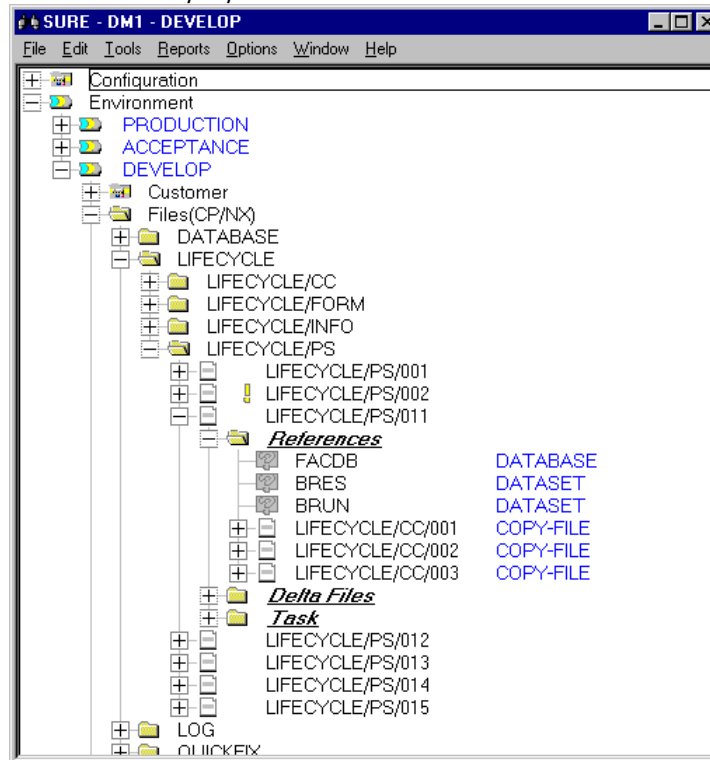 SURE - DM1 - DEVELOP
File Edit Tools Reports Options Window Help
Configuration
Environment
PRODUCTION
ACCEPTANCE
DEVELOP
Customer
Files(CP/NX)
DATABASE
LIFECYCLE
LIFECYCLE/CC
LIFECYCLE/FORM
LIFECYCLE/INFO
LIFECYCLE/PS
LIFECYCLE/PS/001
LIFECYCLE/PS/002
LIFECYCLE/PS/011
References
FACDB DATABASE
BRES DATASET
BRUN DATASET
LIFECYCLE/CC/001 COPY-FILE
LIFECYCLE/CC/002 COPY-FILE
LIFECYCLE/CC/003 COPY-FILE
Delta Files
Task
LIFECYCLE/PS/012
LIFECYCLE/PS/013
LIFECYCLE/PS/014
LIFECYCLE/PS/015
LOG
QUICKFIX